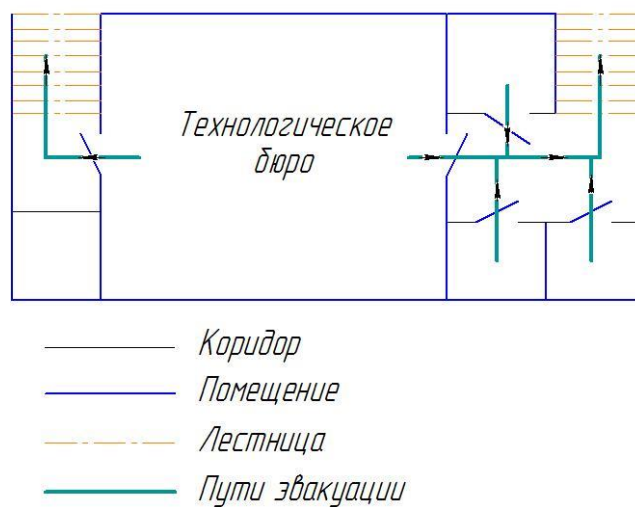 Технологическое
бюро
Коридор
Помещение
Лестница
Пути эвакуации